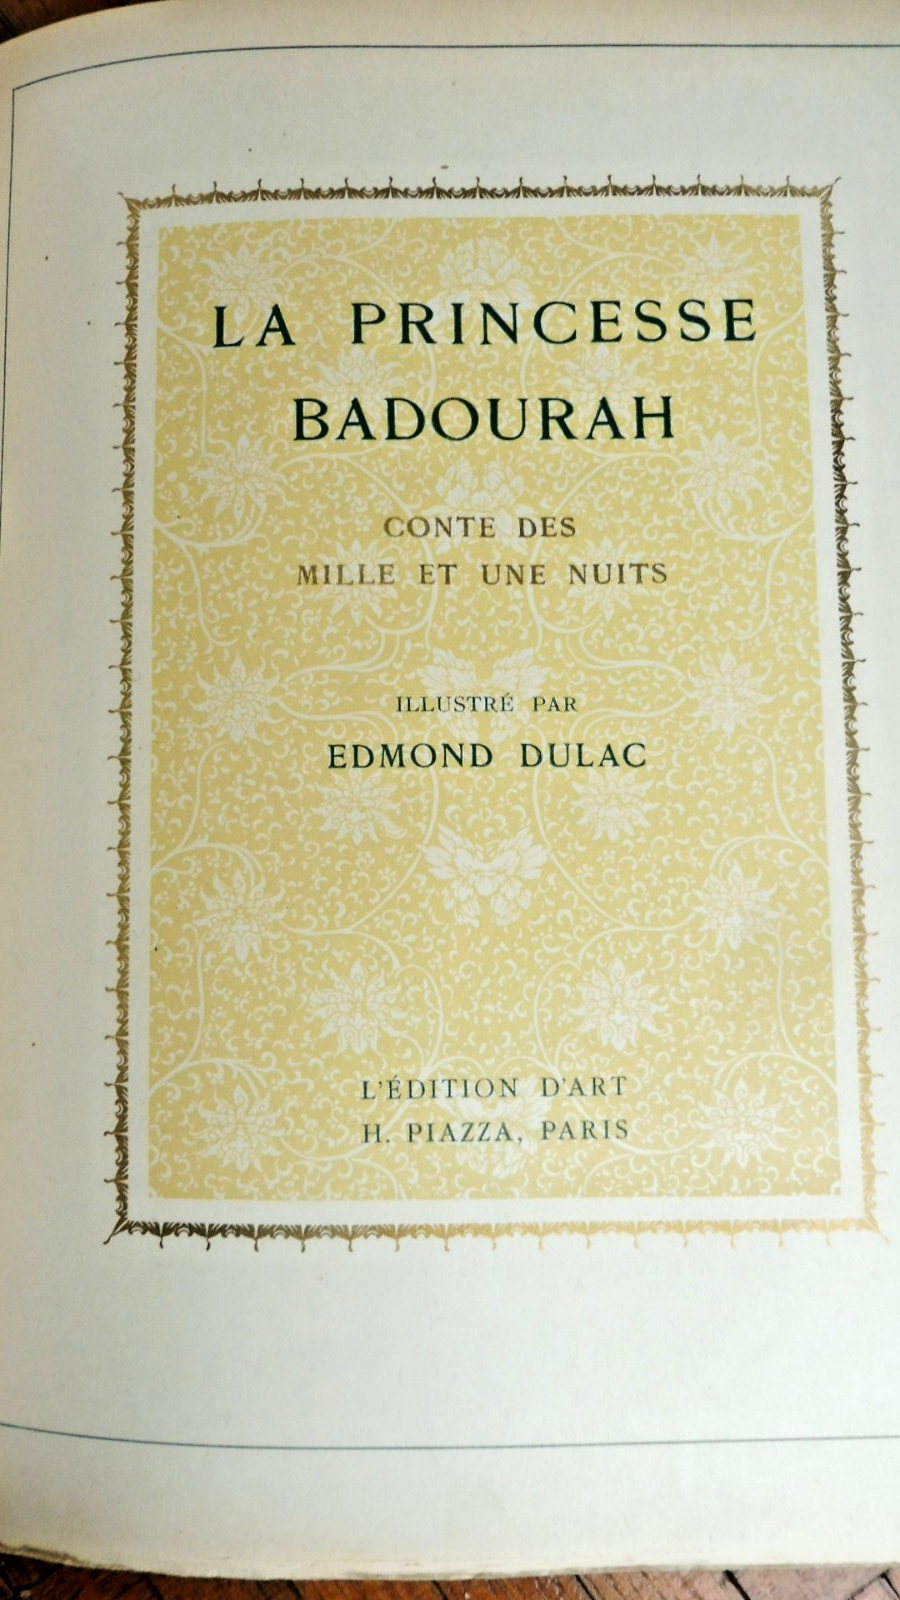 LA PRINCESSE
BADOURAH
CONTE DES
MILLE ET UNE NUITS
ILLUSTRÉ PAR
EDMOND DULAC
L'ÉDITION D'ART
H. PIAZZA, PARIS